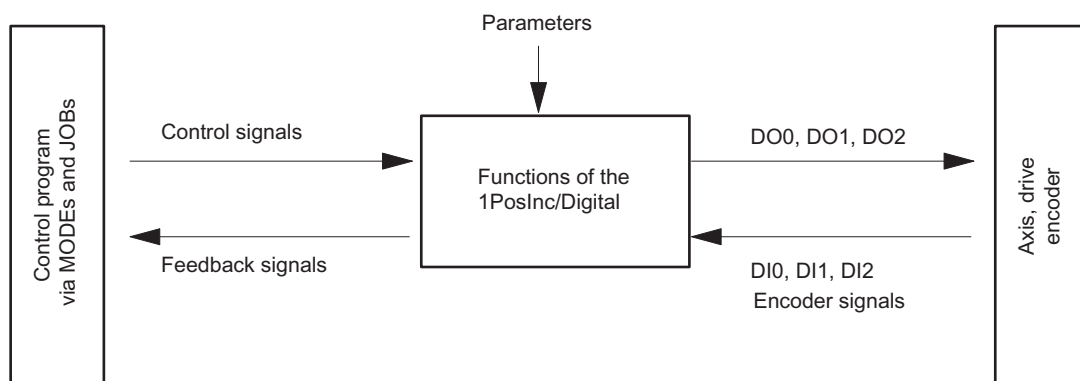 Parameters
Control program
via MODEs and JOBs
Control signals
Feedback signals
Functions of the
1PosInc/Digital
DO0, DO1, DO2
DI0, DI1, DI2
Encoder signals
Axis, drive
encoder